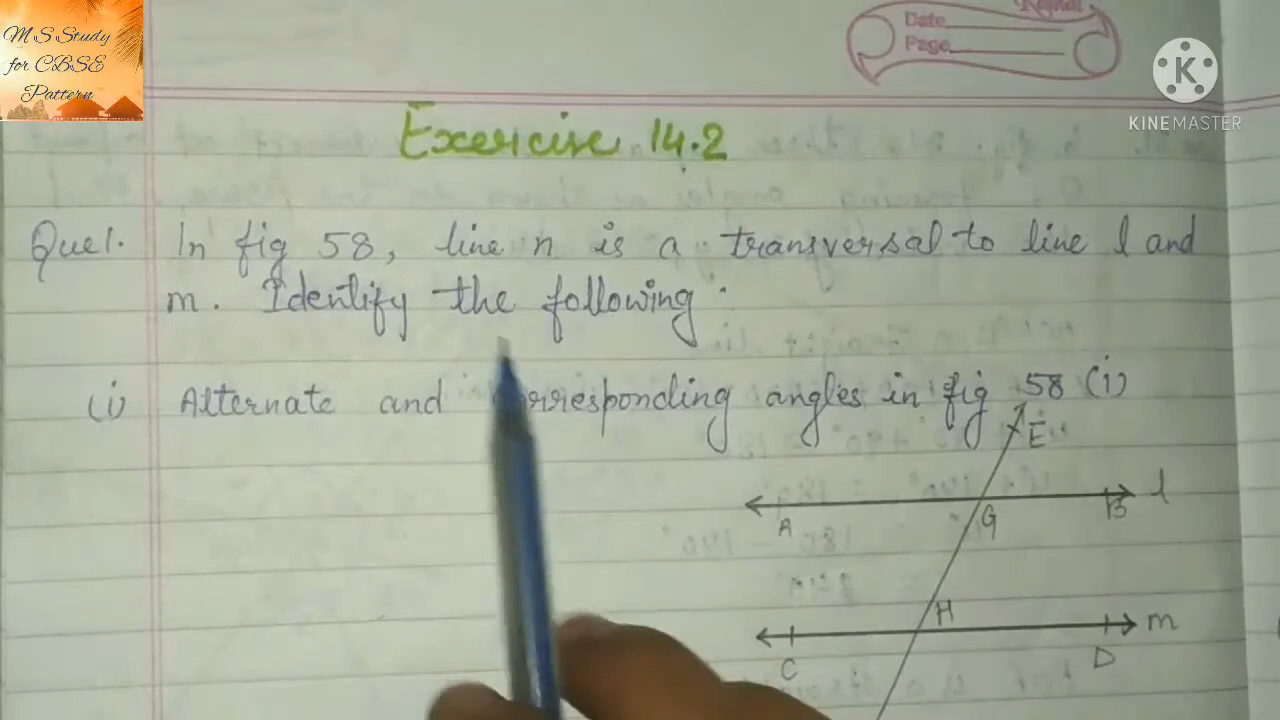 M S Study
for CBSE
Pattern
Date
Page
K
KINEMASTER
Exercise 14.2
Que1. In fig 58, line n is a transversal to line l and
m. Identify the following.
(i) Alternate and corresponding angles in fig 58 (i)
E
l
A G B
H
m
C D